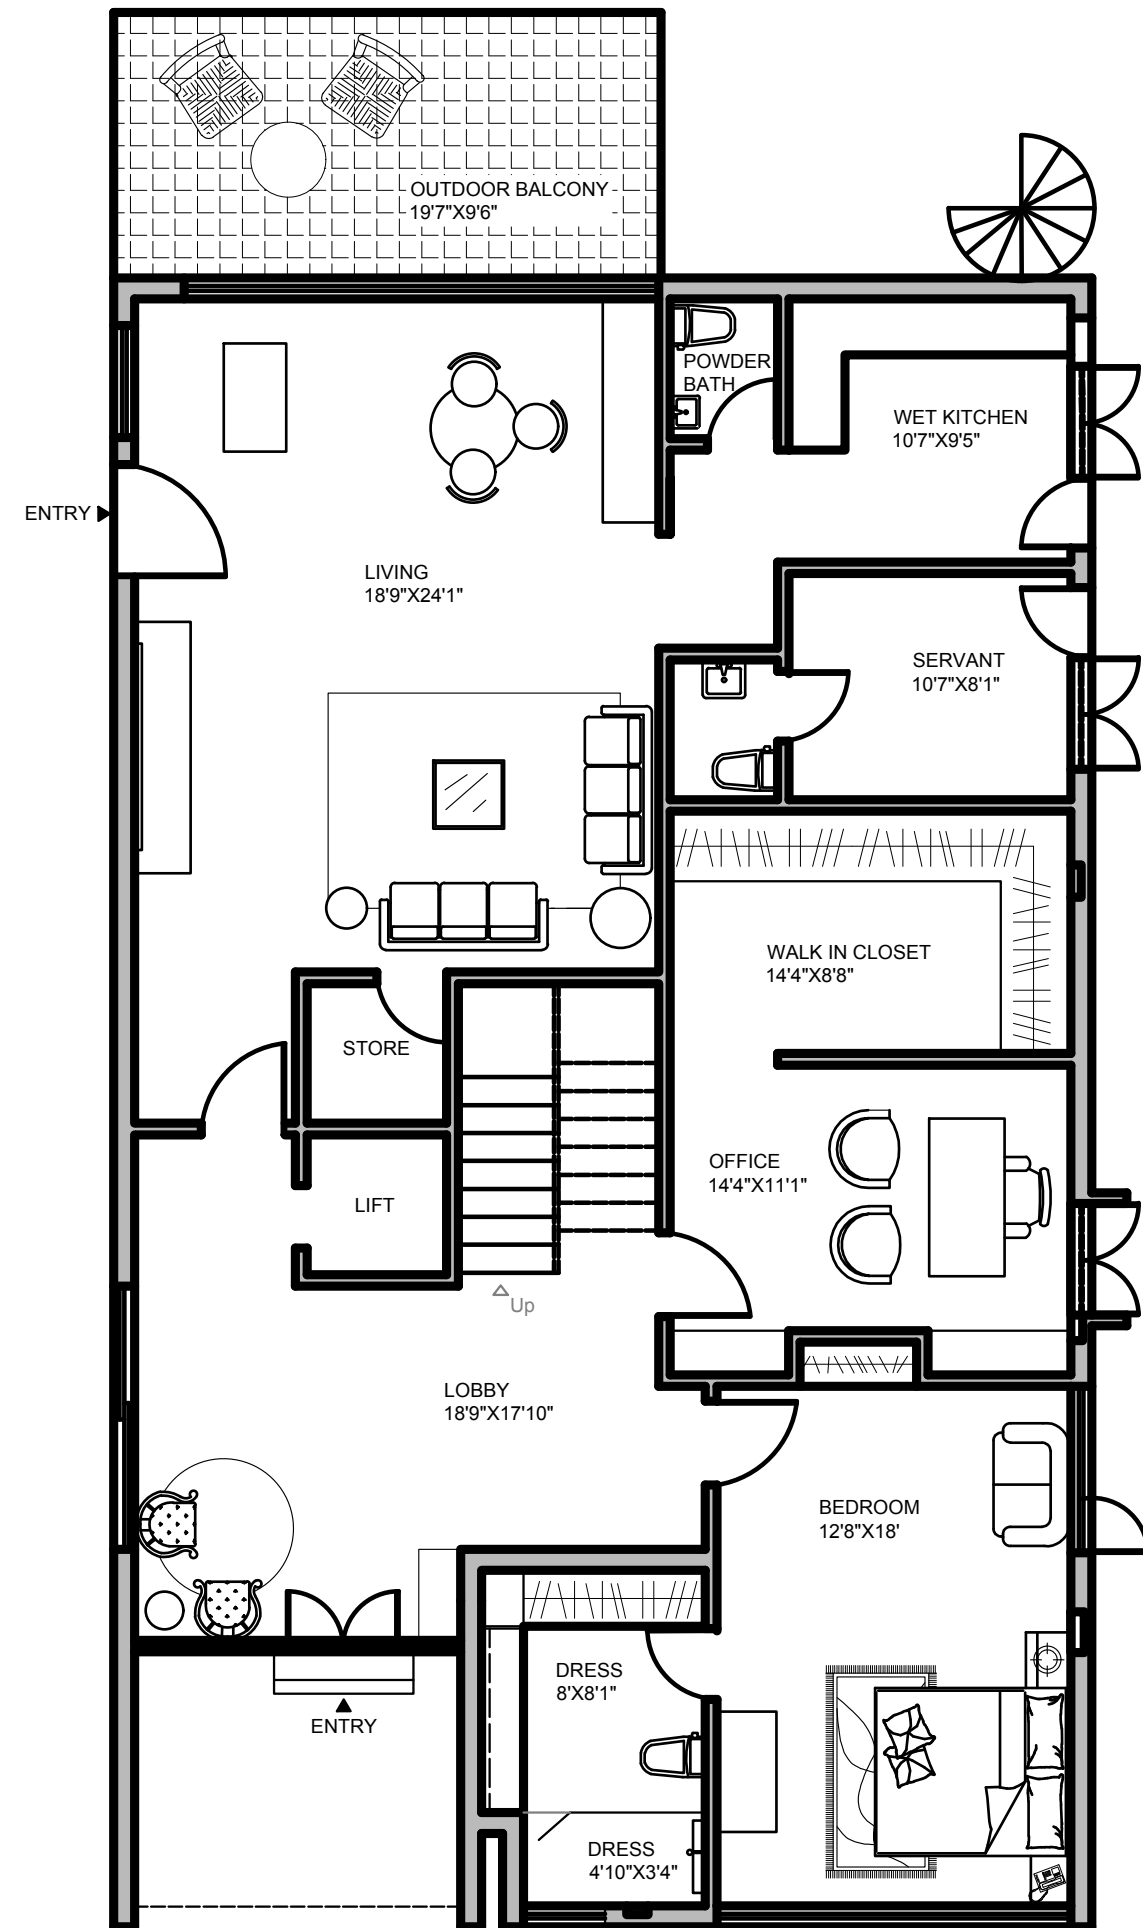 OUTDOOR BALCONY
19'7"X9'6"
POWDER
BATH
WET KITCHEN
10'7"X9'5"
ENTRY
LIVING
18'9"X24'1"
SERVANT
10'7"X8'1"
WALK IN CLOSET
14'4"X8'8"
STORE
OFFICE
14'4"X11'1"
LIFT
Up
LOBBY
18'9"X17'10"
BEDROOM
12'8"X18'
DRESS
8'X8'1"
ENTRY
DRESS
4'10"X3'4"